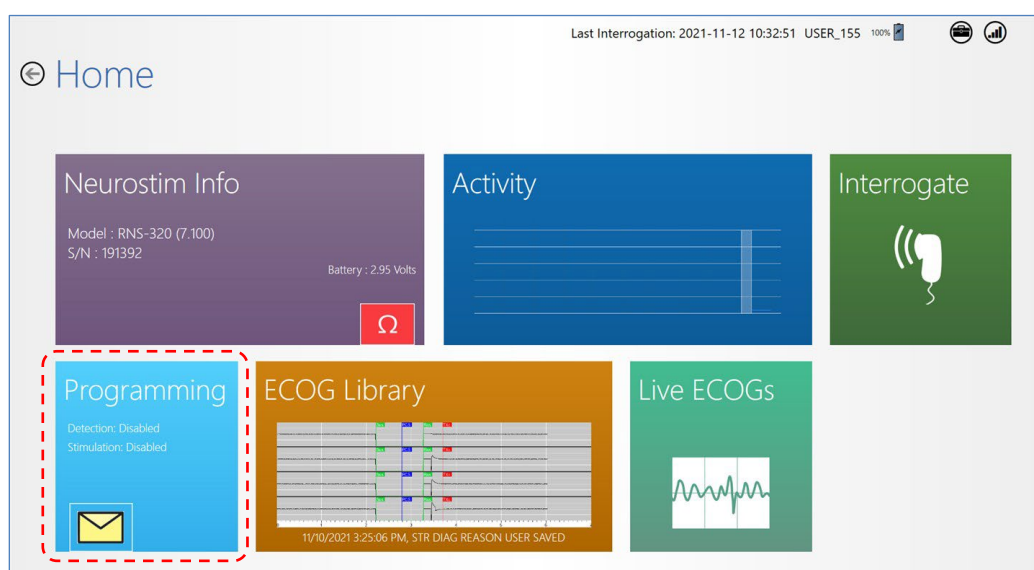 Last Interrogation: 2021-11-12 10:32:51 USER_155 100%
Home
Neurostim Info
Model : RNS-320 (7.100)
S/N : 191392
Battery : 2.95 Volts
Ω
Activity
Interrogate
Programming
Detection: Disabled
Stimulation: Disabled
ECOG Library
11/10/2021 3:25:06 PM, STR DIAG REASON USER SAVED
Live ECOGs